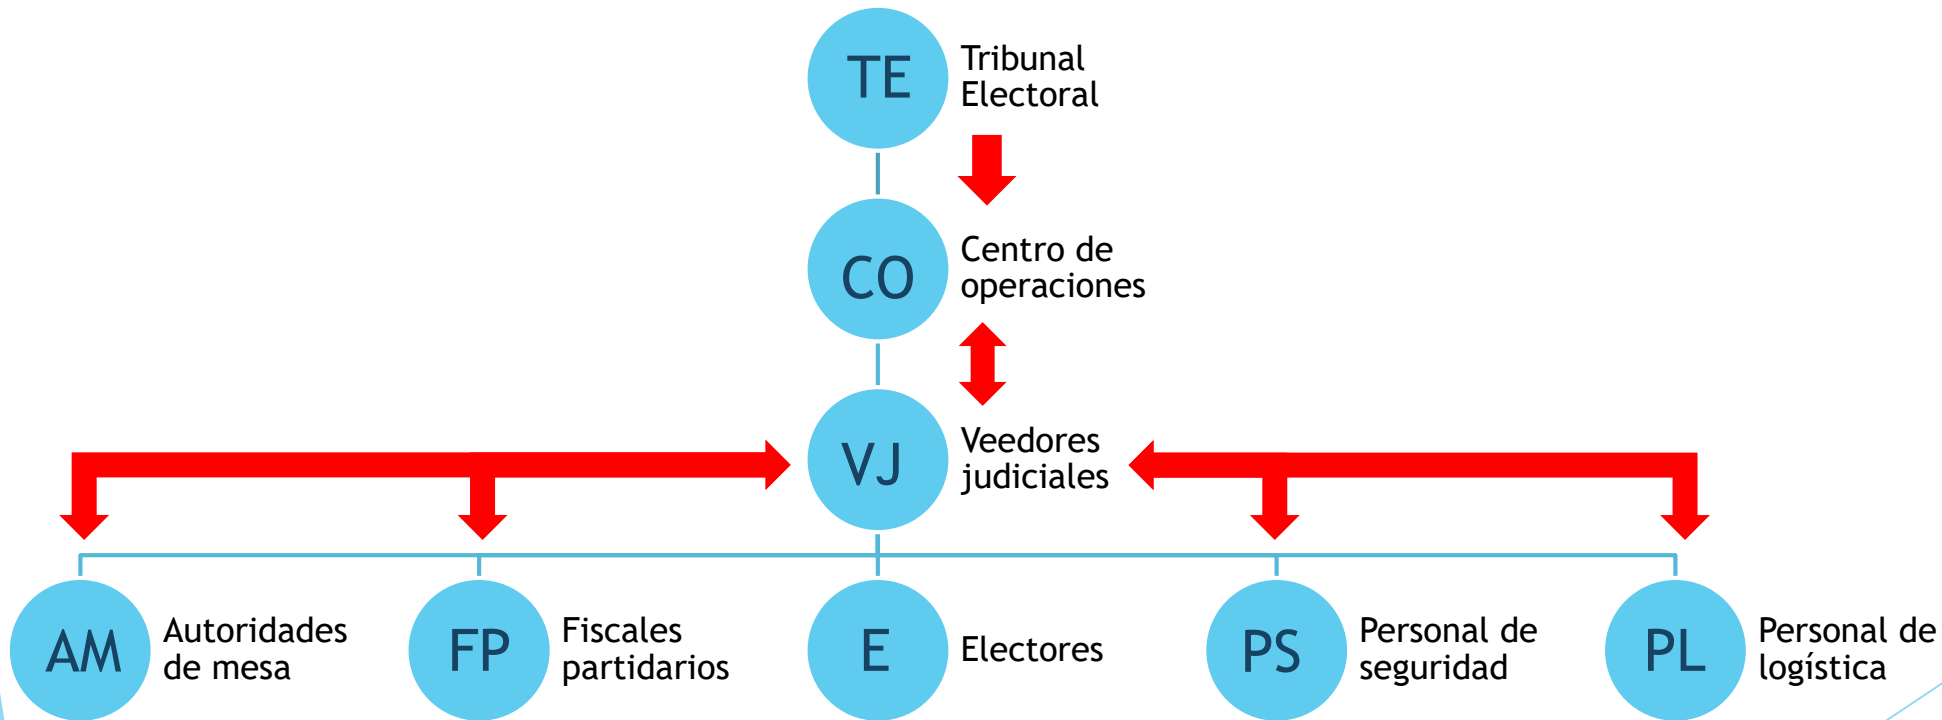 TE
Tribunal
Electoral
CO
Centro de
operaciones
VJ
Veedores
judiciales
AM
Autoridades
de mesa
FP
Fiscales
partidarios
E
Electores
PS
Personal de
seguridad
PL
Personal de
logística